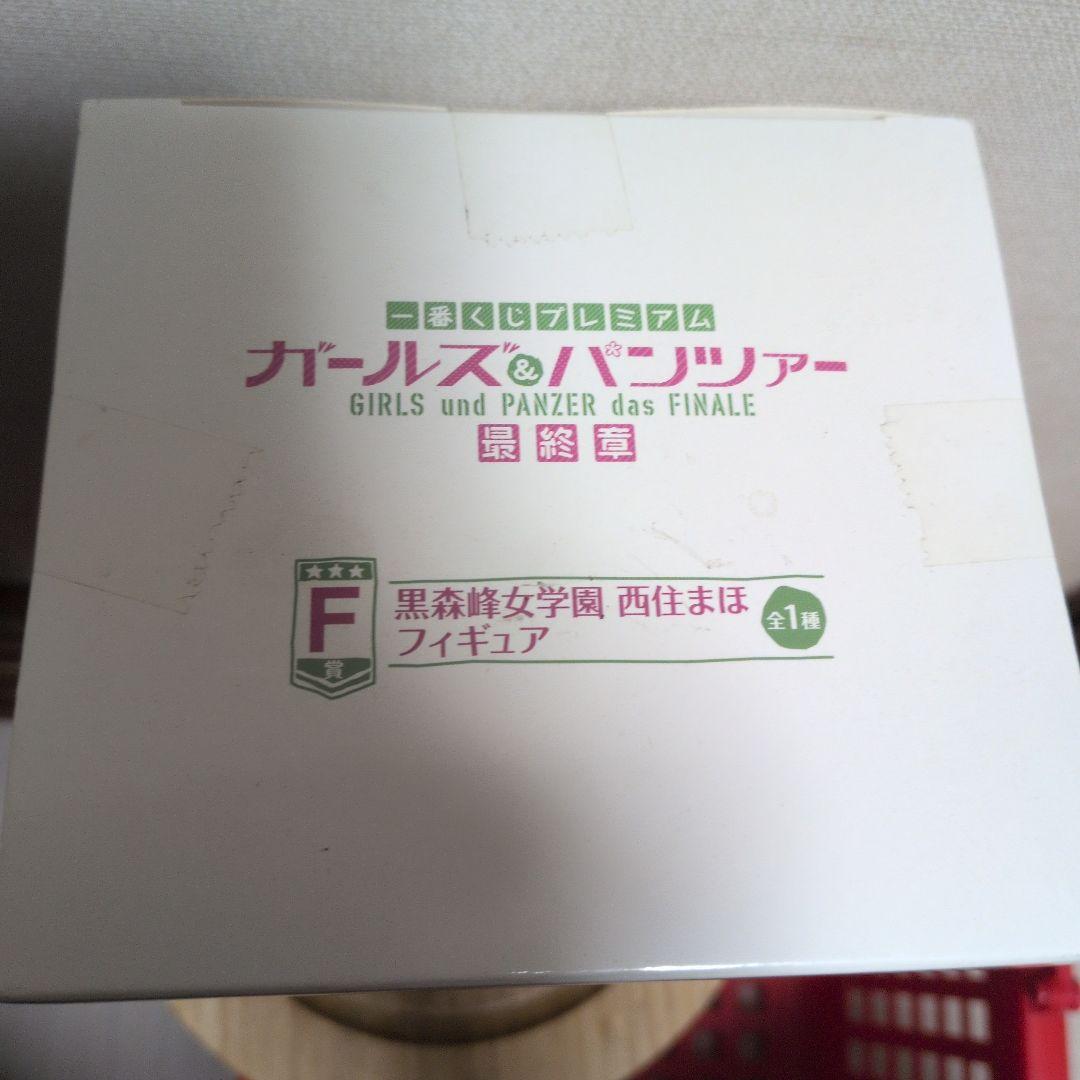 一番くじプレミアム
ガールズ&パンツァー
GIRLS und PANZER das FINALE
最終章
F賞
黒森峰女学園 西住まほ
フィギュア
全1種